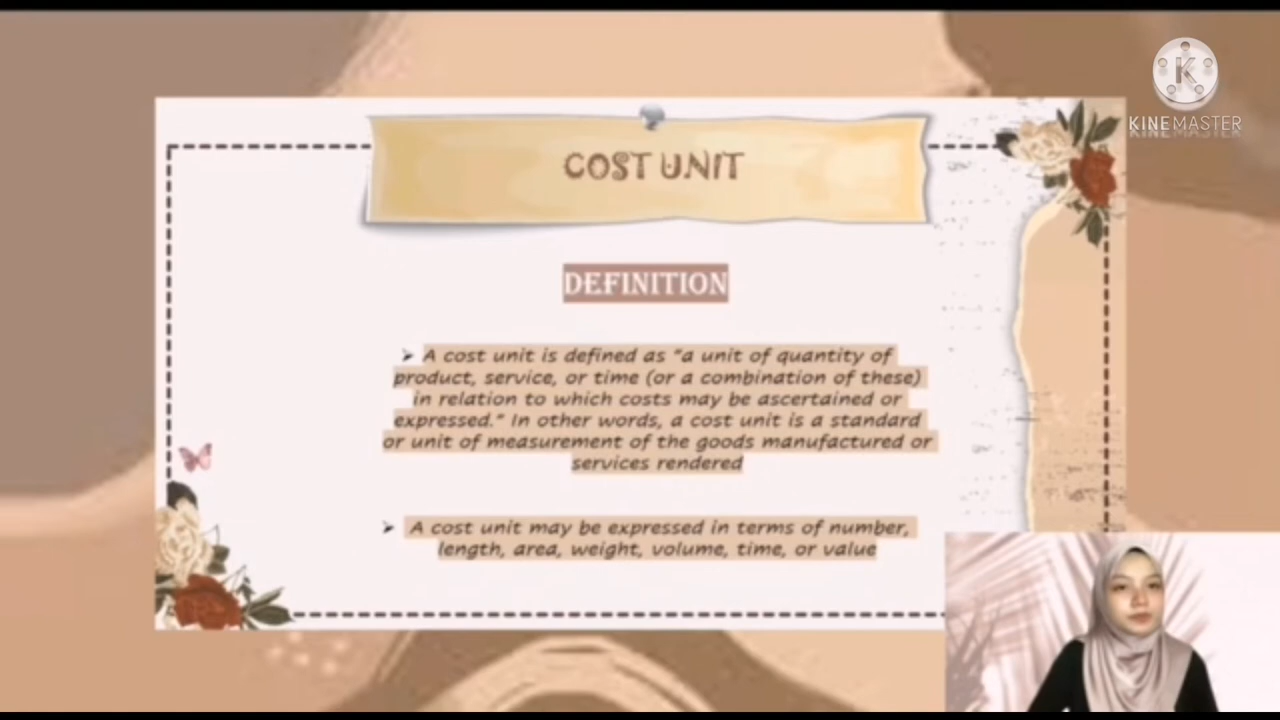 KINEMASTER
COST UNIT
DEFINITION
➢ A cost unit is defined as "a unit of quantity of
product, service, or time (or a combination of these)
in relation to which costs may be ascertained or
expressed." In other words, a cost unit is a standard
or unit of measurement of the goods manufactured or
services rendered
➢ A cost unit may be expressed in terms of number,
length, area, weight, volume, time, or value